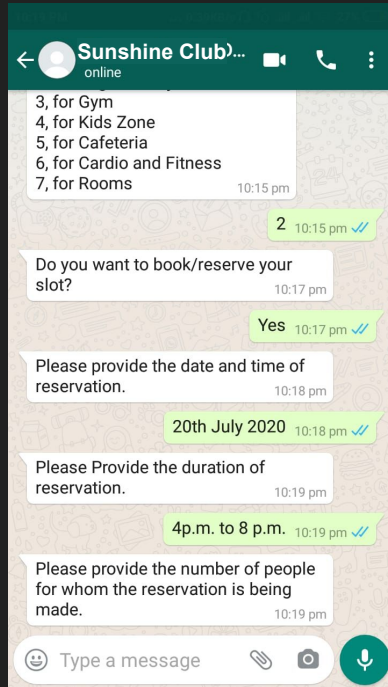 Sunshine Club)...
online
3, for Gym
4, for Kids Zone
5, for Cafeteria
6, for Cardio and Fitness
7, for Rooms
10:15 pm
2 10:15 pm
Do you want to book/reserve your
slot?
10:17 pm
Yes 10:17 pm
Please provide the date and time of
reservation.
10:18 pm
20th July 2020 10:18 pm
Please Provide the duration of
reservation.
10:19 pm
4p.m. to 8 p.m. 10:19 pm
Please provide the number of people
for whom the reservation is being
made.
10:19 pm
Type a message